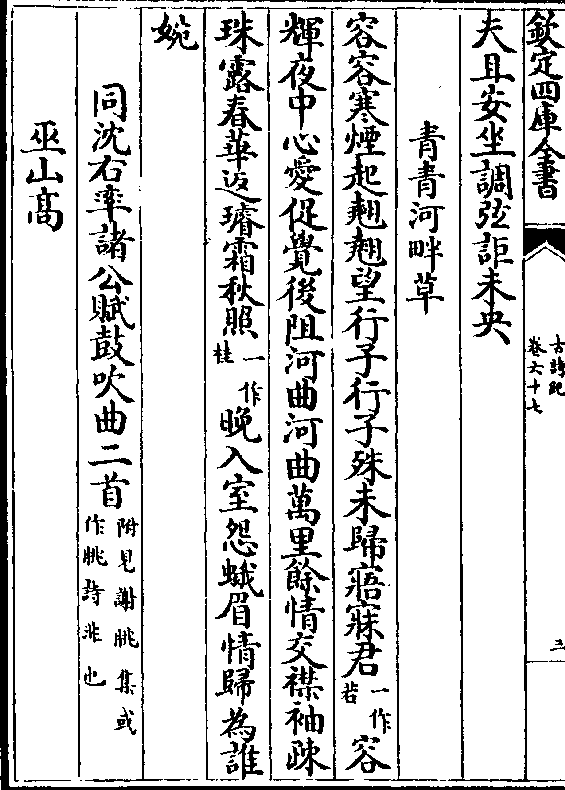 欽定四庫全書
古詩紀
卷六十七
三
夫且安坐調弦詎未央
青青河畔草
容容寒煙起翹翹望行子行子殊未歸寤寐君一作若容
輝夜中心愛促覺後阻河曲河曲萬里餘情交襟袖疎
珠露春華返璿霜秋照一作桂晚入室怨蛾眉情歸為誰
婉
同沈右率諸公賦鼓吹曲二首附見謝朓集或作朓詩非也
巫山高